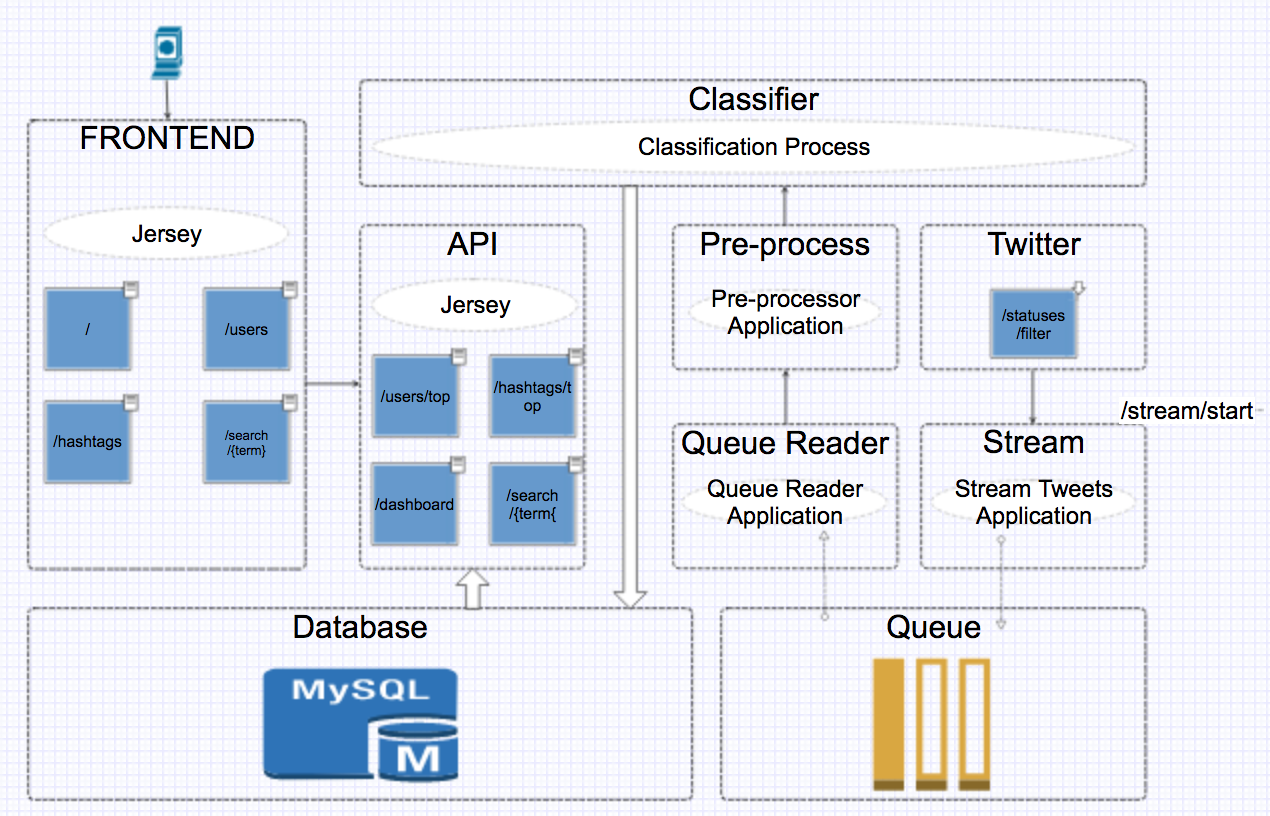 Classifier
Classification Process
FRONTEND
Jersey
/
/users
/hashtags
/search
/{term}
API
Jersey
/users/top
/hashtags/t
op
/dashboard
/search
/{term{
Pre-process
Pre-processor
Application
Twitter
/statuses
/filter
/stream/start
Queue Reader
Queue Reader
Application
Stream
Stream Tweets
Application
Database
MySQL
M
Queue